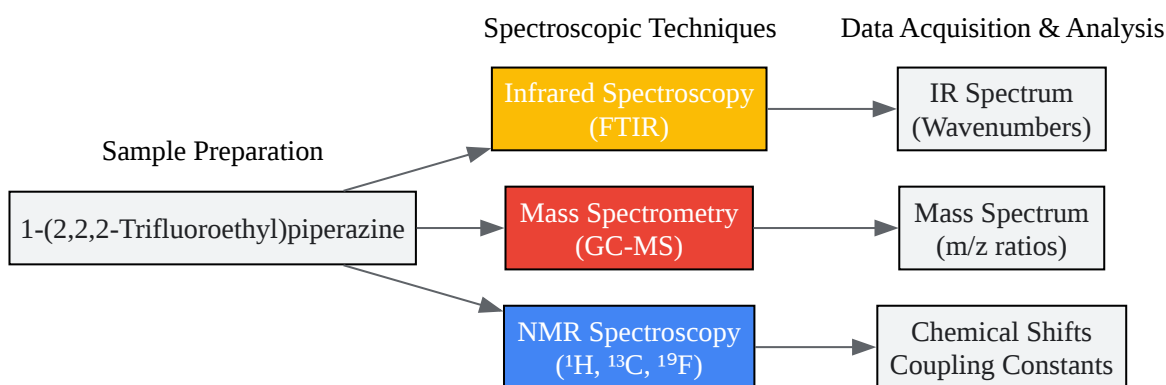 Spectroscopic Techniques
Data Acquisition & Analysis
Infrared Spectroscopy
(FTIR)
IR Spectrum
(Wavenumbers)
Sample Preparation
1-(2,2,2-Trifluoroethyl)piperazine
Mass Spectrometry
(GC-MS)
Mass Spectrum
(m/z ratios)
NMR Spectroscopy
(¹H, ¹³C, ¹⁹F)
Chemical Shifts
Coupling Constants